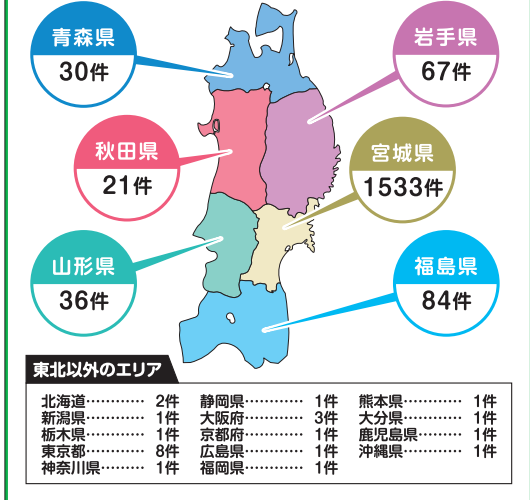 青森県
30件
岩手県
67件
秋田県
21件
宮城県
1533件
山形県
36件
福島県
84件
東北以外のエリア
北海道………… 2件
新潟県………… 1件
栃木県………… 1件
東京都………… 8件
神奈川県……… 1件
静岡県………… 1件
大阪府………… 3件
京都府………… 1件
広島県………… 1件
福岡県………… 1件
熊本県………… 1件
大分県………… 1件
鹿児島県……… 1件
沖縄県………… 1件